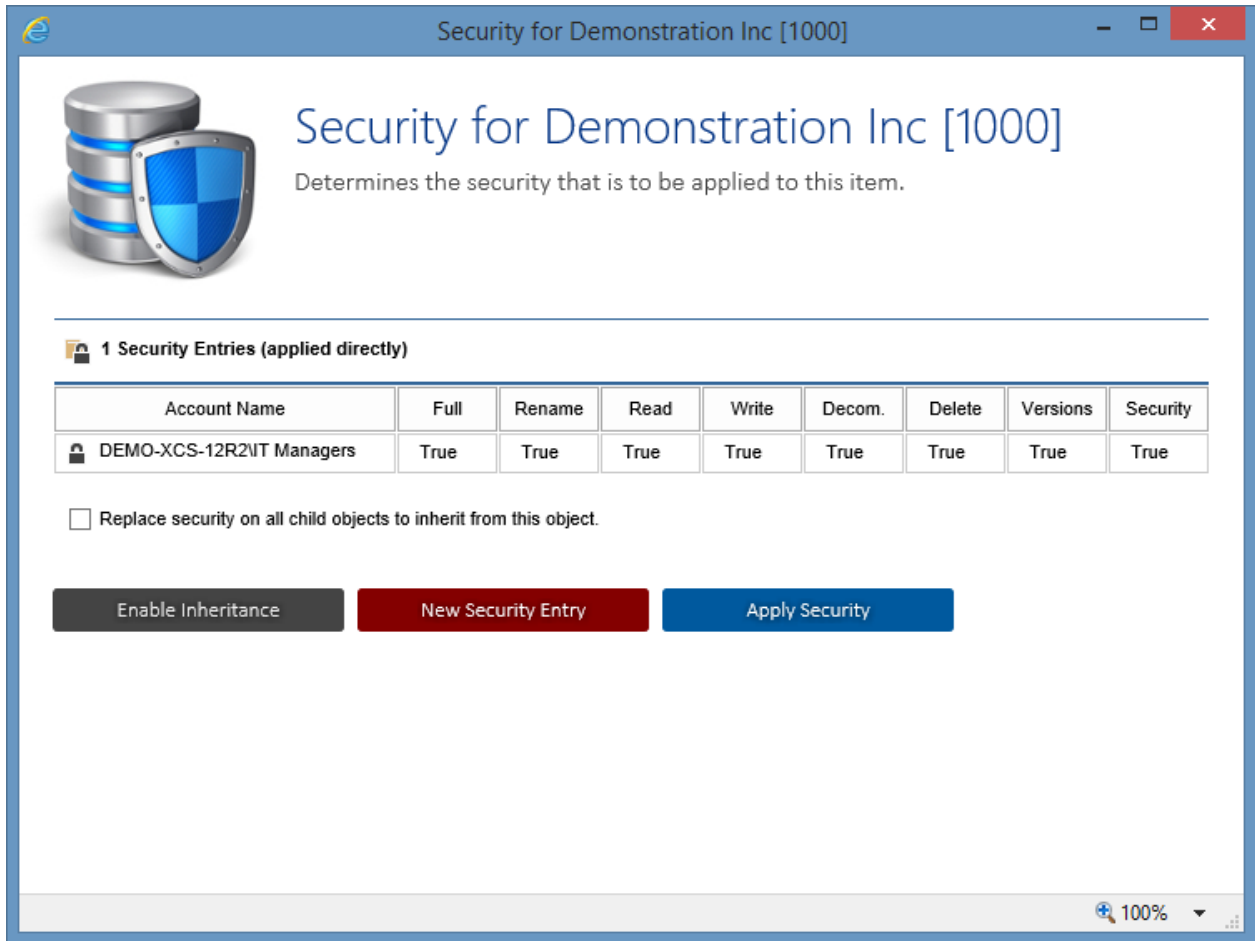 Security for Demonstration Inc [1000]
Security for Demonstration Inc [1000]
Determines the security that is to be applied to this item.
1 Security Entries (applied directly)
Account Name Full Rename Read Write Decom. Delete Versions Security
DEMO-XCS-12R2\IT Managers True True True True True True True True
Replace security on all child objects to inherit from this object.
Enable Inheritance New Security Entry Apply Security
100%